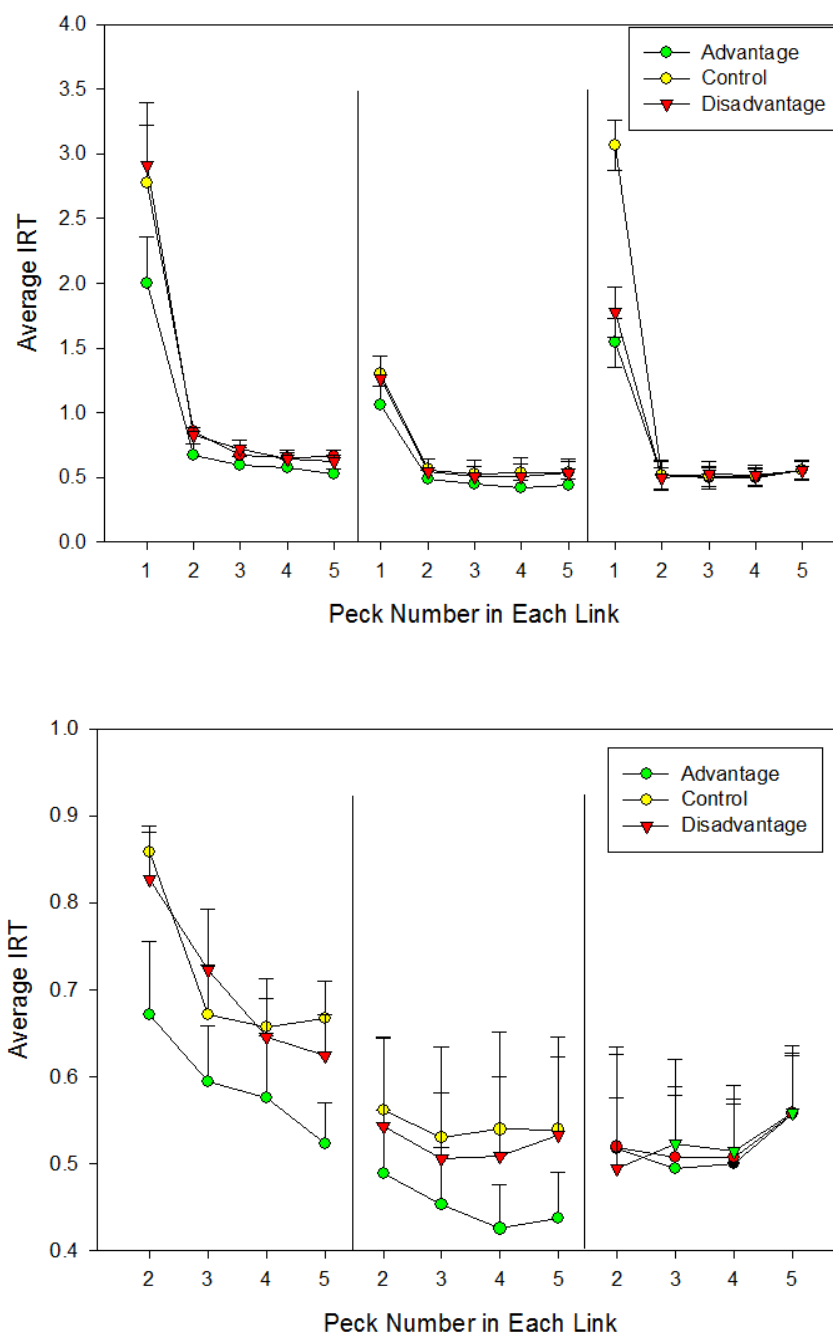 4.0
3.5
3.0
2.5
2.0
1.5
1.0
0.5
0.0
Average IRT
Advantage
Control
Disadvantage
1 2 3 4 5 1 2 3 4 5 1 2 3 4 5
Peck Number in Each Link
1.0
0.9
0.8
0.7
0.6
0.5
0.4
Average IRT
Advantage
Control
Disadvantage
2 3 4 5 2 3 4 5 2 3 4 5
Peck Number in Each Link